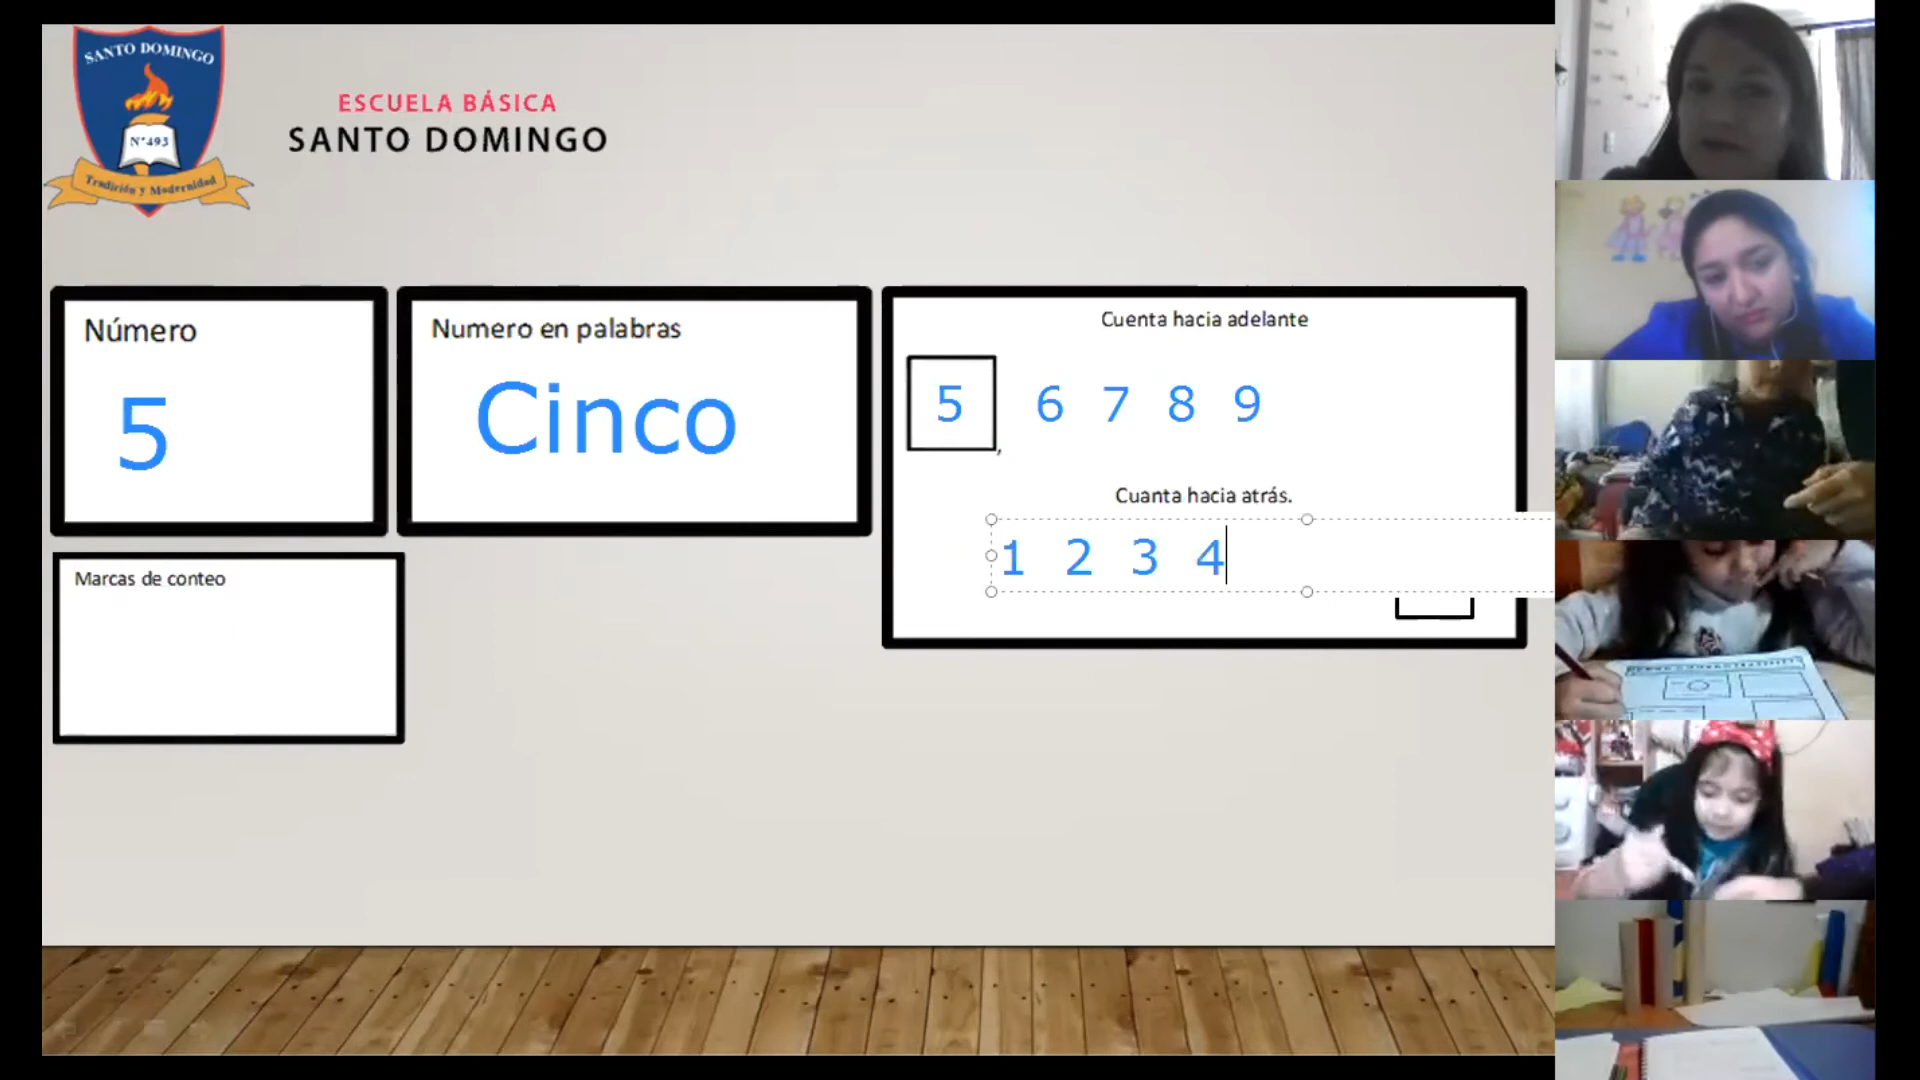 SANTO DOMINGO
N°493
Tradición y Modernidad
ESCUELA BÁSICA
SANTO DOMINGO
Número
5
Numero en palabras
Cinco
Cuenta hacia adelante
5, 6 7 8 9
Cuanta hacia atrás.
1 2 3 4
Marcas de conteo